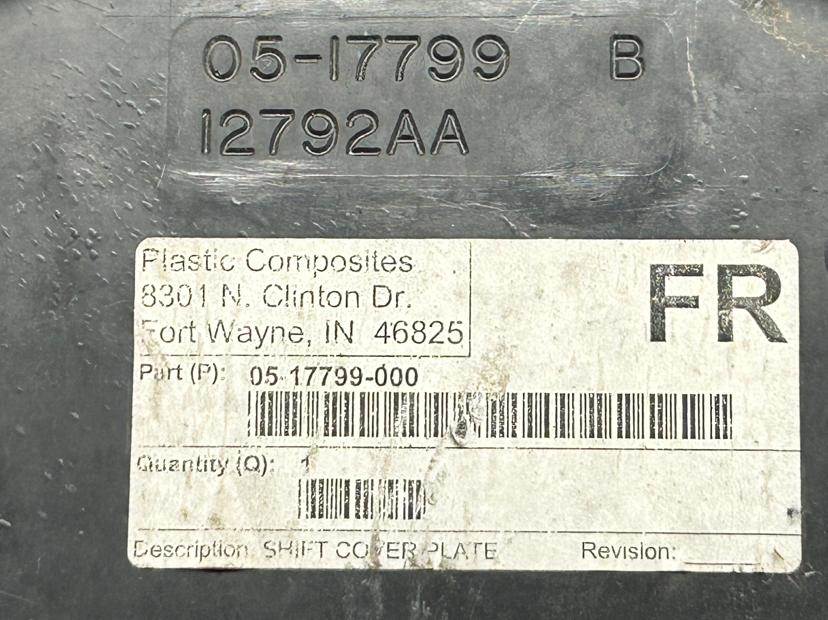 05-17799 B
12792AA
Plastic Composites
8301 N. Clinton Dr.
Fort Wayne, IN 46825
FR
Part (P): 05-17799-000
Quantity (Q): 1
Description: SHIFT COVER PLATE Revision: